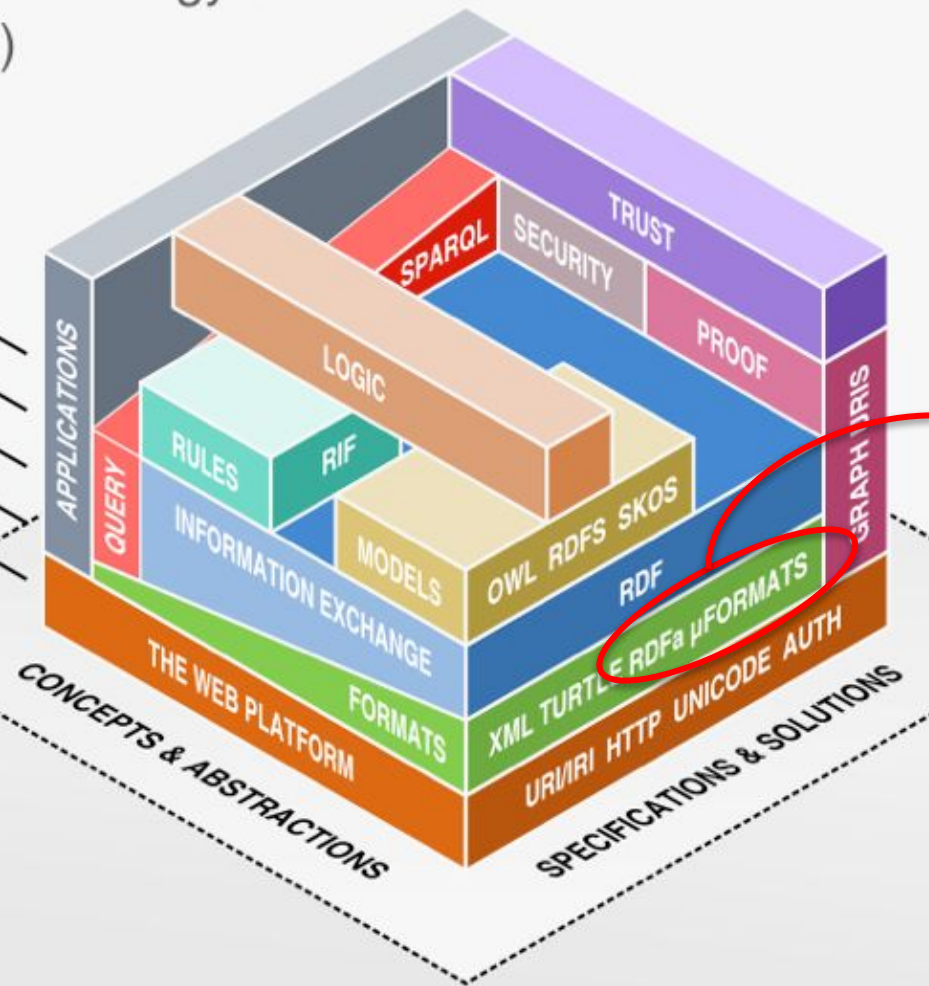 )
TRUST
SPARQL
SECURITY
PROOF
LOGIC
APPLICATIONS
RULES
RIF
GRAPH URIS
QUERY
INFORMATION EXCHANGE
MODELS
OWL RDFS SKOS
RDF
THE WEB PLATFORM
FORMATS
XML TURTLE RDFa µFORMATS
URI/IRI HTTP UNICODE AUTH
CONCEPTS & ABSTRACTIONS
SPECIFICATIONS & SOLUTIONS